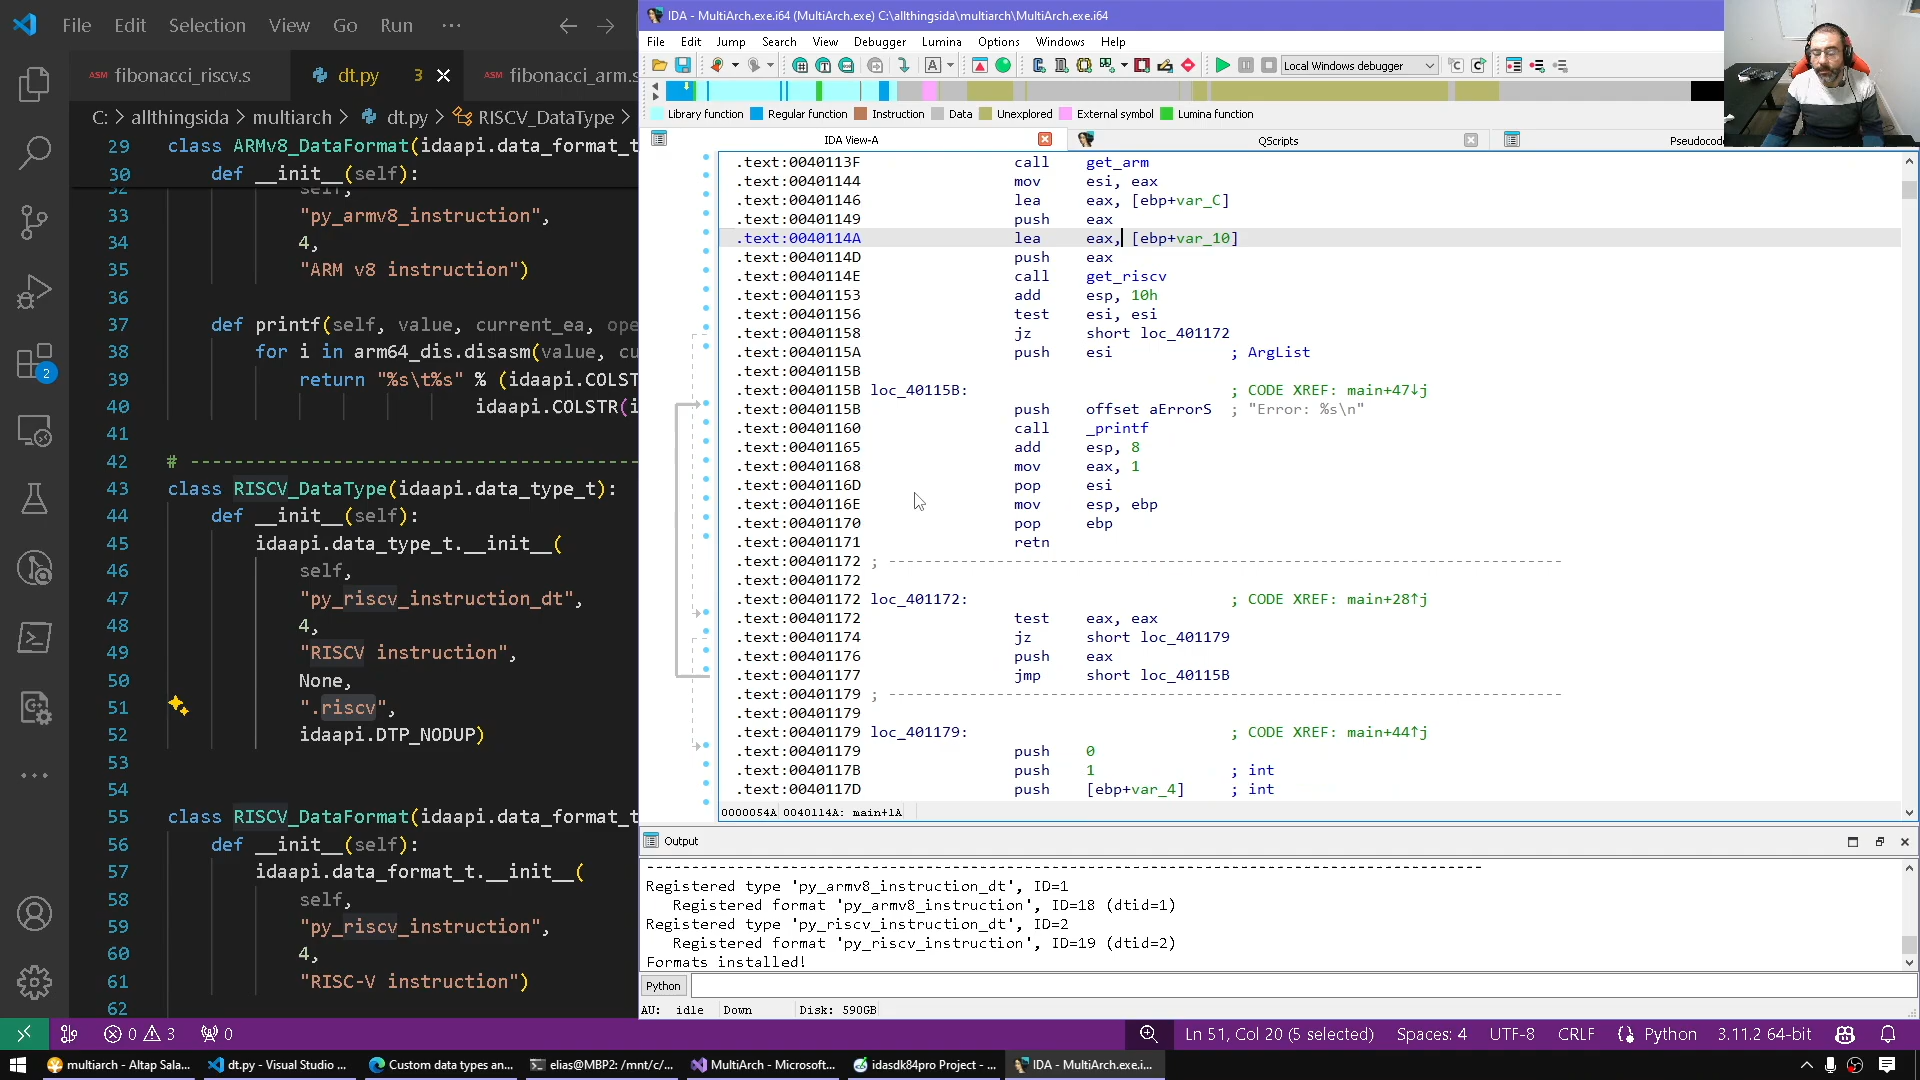 File Edit Selection View Go Run ···
ASM fibonacci_riscv.s
dt.py 3
ASM fibonacci_arm.s
C: > allthingsida > multiarch > dt.py > RISCV_DataType >
29 class ARMv8_DataFormat(idaapi.data_format_t
30 def __init__(self):
32 self,
33 "py_armv8_instruction",
34 4,
35 "ARM v8 instruction")
36
37 def printf(self, value, current_ea, ope
38 for i in arm64_dis.disasm(value, cu
39 return "%s\t%s" % (idaapi.COLST
40 idaapi.COLSTR(i
41
42 # -----------------------------------------
43 class RISCV_DataType(idaapi.data_type_t):
44 def __init__(self):
45 idaapi.data_type_t.__init__(
46 self,
47 "py_riscv_instruction_dt",
48 4,
49 "RISCV instruction",
50 None,
51 ".riscv",
52 idaapi.DTP_NODUP)
53
54
55 class RISCV_DataFormat(idaapi.data_format_t
56 def __init__(self):
57 idaapi.data_format_t.__init__(
58 self,
59 "py_riscv_instruction",
60 4,
61 "RISC-V instruction")
62
2
IDA - MultiArch.exe.i64 (MultiArch.exe) C:\allthingsida\multiarch\MultiArch.exe.i64
File Edit Jump Search View Debugger Lumina Options Windows Help
Local Windows debugger
Library function Regular function Instruction Data Unexplored External symbol Lumina function
IDA View-A
QScripts
Pseudocode
.text:0040113F call get_arm
.text:00401144 mov esi, eax
.text:00401146 lea eax, [ebp+var_C]
.text:00401149 push eax
.text:0040114A lea eax, [ebp+var_10]
.text:0040114D push eax
.text:0040114E call get_riscv
.text:00401153 add esp, 10h
.text:00401156 test esi, esi
.text:00401158 jz short loc_401172
.text:0040115A push esi ; ArgList
.text:0040115B
.text:0040115B loc_40115B: ; CODE XREF: main+47↓j
.text:0040115B push offset aErrorS ; "Error: %s\n"
.text:00401160 call _printf
.text:00401165 add esp, 8
.text:00401168 mov eax, 1
.text:0040116D pop esi
.text:0040116E mov esp, ebp
.text:00401170 pop ebp
.text:00401171 retn
.text:00401172 ; ---------------------------------------------------------------------------
.text:00401172
.text:00401172 loc_401172: ; CODE XREF: main+28↑j
.text:00401172 test eax, eax
.text:00401174 jz short loc_401179
.text:00401176 push eax
.text:00401177 jmp short loc_40115B
.text:00401179 ; ---------------------------------------------------------------------------
.text:00401179
.text:00401179 loc_401179: ; CODE XREF: main+44↑j
.text:00401179 push 0
.text:0040117B push 1 ; int
.text:0040117D push [ebp+var_4] ; int
0000054A 0040114A: main+1A
Output
---------------------------------------------------------------------------------------------
Registered type 'py_armv8_instruction_dt', ID=1
Registered format 'py_armv8_instruction', ID=18 (dtid=1)
Registered type 'py_riscv_instruction_dt', ID=2
Registered format 'py_riscv_instruction', ID=19 (dtid=2)
Formats installed!
Python
AU: idle Down Disk: 590GB
0 3 0
Ln 51, Col 20 (5 selected) Spaces: 4 UTF-8 CRLF Python 3.11.2 64-bit
multiarch - Altap Sala...
dt.py - Visual Studio ...
Custom data types an...
elias@MBP2: /mnt/c/...
MultiArch - Microsoft...
idasdk84pro Project - ...
IDA - MultiArch.exe.i...